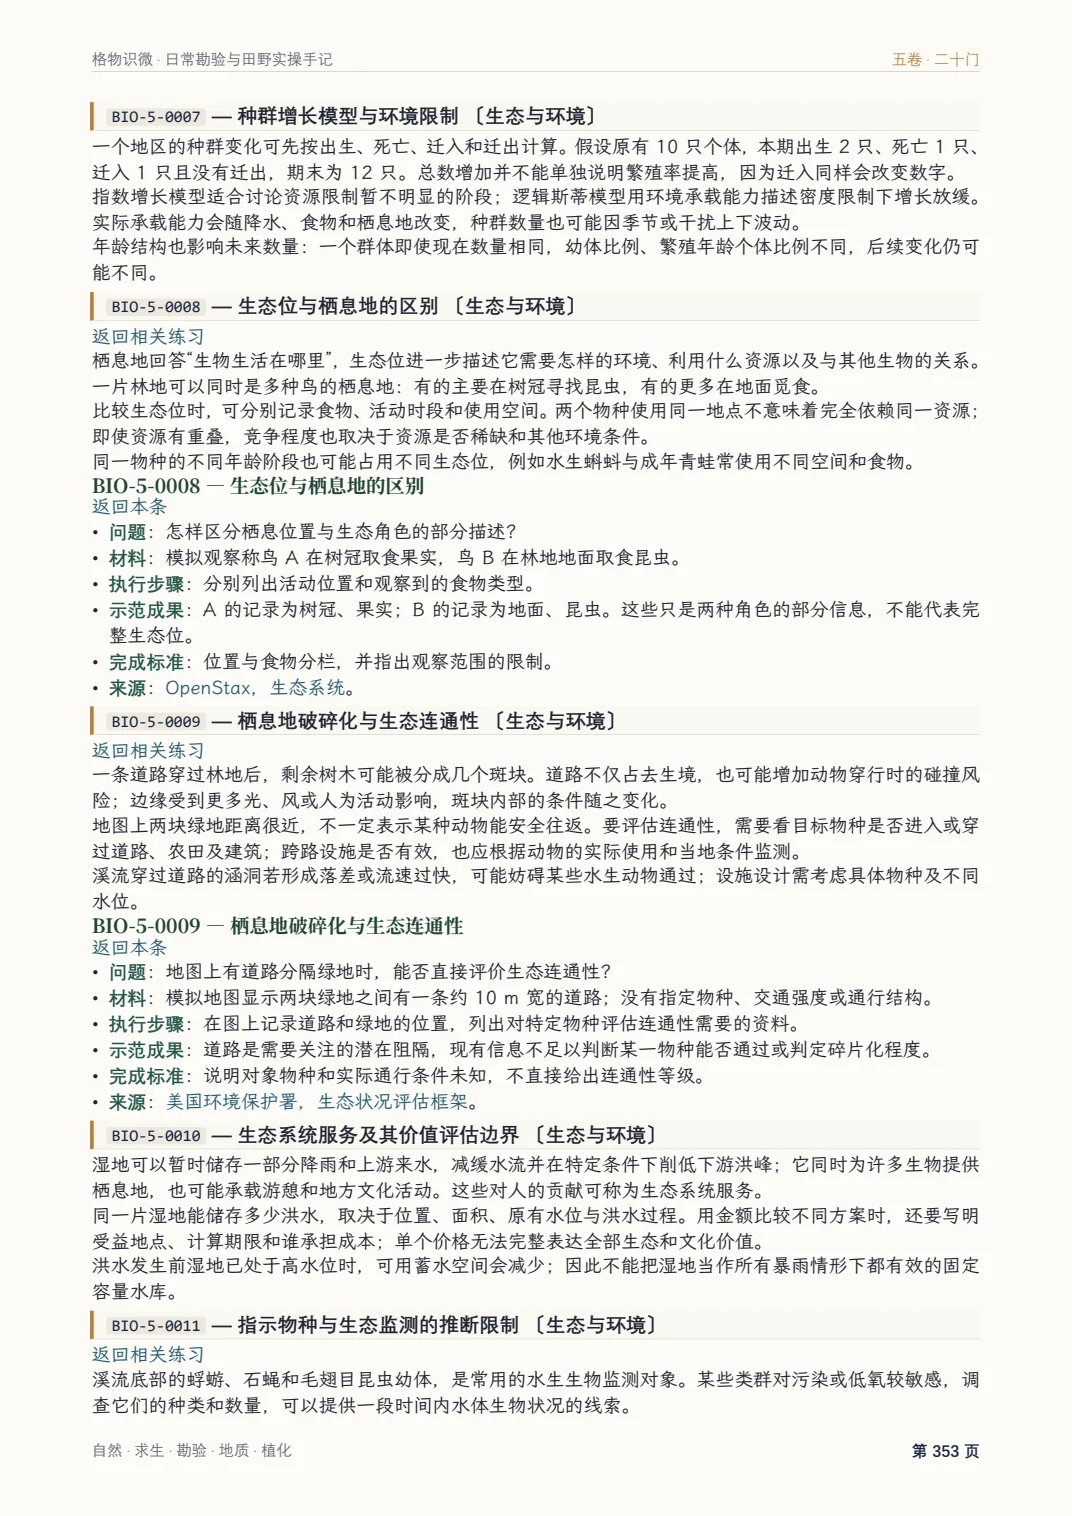 格物识微 · 日常勘验与田野实操手记
五卷 · 二十门
BIO-5-0007 — 种群增长模型与环境限制 〔生态与环境〕
一个地区的种群变化可先按出生、死亡、迁入和迁出计算。假设原有 10 只个体，本期出生 2 只、死亡 1 只、
迁入 1 只且没有迁出，期末为 12 只。总数增加并不能单独说明繁殖率提高，因为迁入同样会改变数字。
指数增长模型适合讨论资源限制暂不明显的阶段；逻辑斯蒂模型用环境承载能力描述密度限制下增长放缓。
实际承载能力会随降水、食物和栖息地改变，种群数量也可能因季节或干扰上下波动。
年龄结构也影响未来数量：一个群体即使现在数量相同，幼体比例、繁殖年龄个体比例不同，后续变化仍可
能不同。
BIO-5-0008 — 生态位与栖息地的区别 〔生态与环境〕
返回相关练习
栖息地回答“生物生活在哪里”，生态位进一步描述它需要怎样的环境、利用什么资源以及与其他生物的关系。
一片林地可以同时是多种鸟的栖息地：有的主要在树冠寻找昆虫，有的更多在地面觅食。
比较生态位时，可分别记录食物、活动时段和使用空间。两个物种使用同一地点不意味着完全依赖同一资源；
即使资源有重叠，竞争程度也取决于资源是否稀缺和其他环境条件。
同一物种的不同年龄阶段也可能占用不同生态位，例如水生蝌蚪与成年青蛙常使用不同空间和食物。
BIO-5-0008 — 生态位与栖息地的区别
返回本条
• 问题：怎样区分栖息位置与生态角色的部分描述？
• 材料：模拟观察称鸟 A 在树冠取食果实，鸟 B 在林地地面取食昆虫。
• 执行步骤：分别列出活动位置和观察到的食物类型。
• 示范成果：A 的记录为树冠、果实；B 的记录为地面、昆虫。这些只是两种角色的部分信息，不能代表完
整生态位。
• 完成标准：位置与食物分栏，并指出观察范围的限制。
• 来源：OpenStax，生态系统。
BIO-5-0009 — 栖息地破碎化与生态连通性 〔生态与环境〕
返回相关练习
一条道路穿过林地后，剩余树木可能被分成几个斑块。道路不仅占去生境，也可能增加动物穿行时的碰撞风
险；边缘受到更多光、风或人为活动影响，斑块内部的条件随之变化。
地图上两块绿地距离很近，不一定表示某种动物能安全往返。要评估连通性，需要看目标物种是否进入或穿
过道路、农田及建筑；跨路设施是否有效，也应根据动物的实际使用和当地条件监测。
溪流穿过道路的涵洞若形成落差或流速过快，可能妨碍某些水生动物通过；设施设计需考虑具体物种及不同
水位。
BIO-5-0009 — 栖息地破碎化与生态连通性
返回本条
• 问题：地图上有道路分隔绿地时，能否直接评价生态连通性？
• 材料：模拟地图显示两块绿地之间有一条约 10 m 宽的道路；没有指定物种、交通强度或通行结构。
• 执行步骤：在图上记录道路和绿地的位置，列出对特定物种评估连通性需要的资料。
• 示范成果：道路是需要关注的潜在阻隔，现有信息不足以判断某一物种能否通过或判定碎片化程度。
• 完成标准：说明对象物种和实际通行条件未知，不直接给出连通性等级。
• 来源：美国环境保护署，生态状况评估框架。
BIO-5-0010 — 生态系统服务及其价值评估边界 〔生态与环境〕
湿地可以暂时储存一部分降雨和上游来水，减缓水流并在特定条件下削低下游洪峰；它同时为许多生物提供
栖息地，也可能承载游憩和地方文化活动。这些对人的贡献可称为生态系统服务。
同一片湿地能储存多少洪水，取决于位置、面积、原有水位与洪水过程。用金额比较不同方案时，还要写明
受益地点、计算期限和谁承担成本；单个价格无法完整表达全部生态和文化价值。
洪水发生前湿地已处于高水位时，可用蓄水空间会减少；因此不能把湿地当作所有暴雨情形下都有效的固定
容量水库。
BIO-5-0011 — 指示物种与生态监测的推断限制 〔生态与环境〕
返回相关练习
溪流底部的蜉蝣、石蝇和毛翅目昆虫幼体，是常用的水生生物监测对象。某些类群对污染或低氧较敏感，调
查它们的种类和数量，可以提供一段时间内水体生物状况的线索。
自然 · 求生 · 勘验 · 地质 · 植化
第 353 页